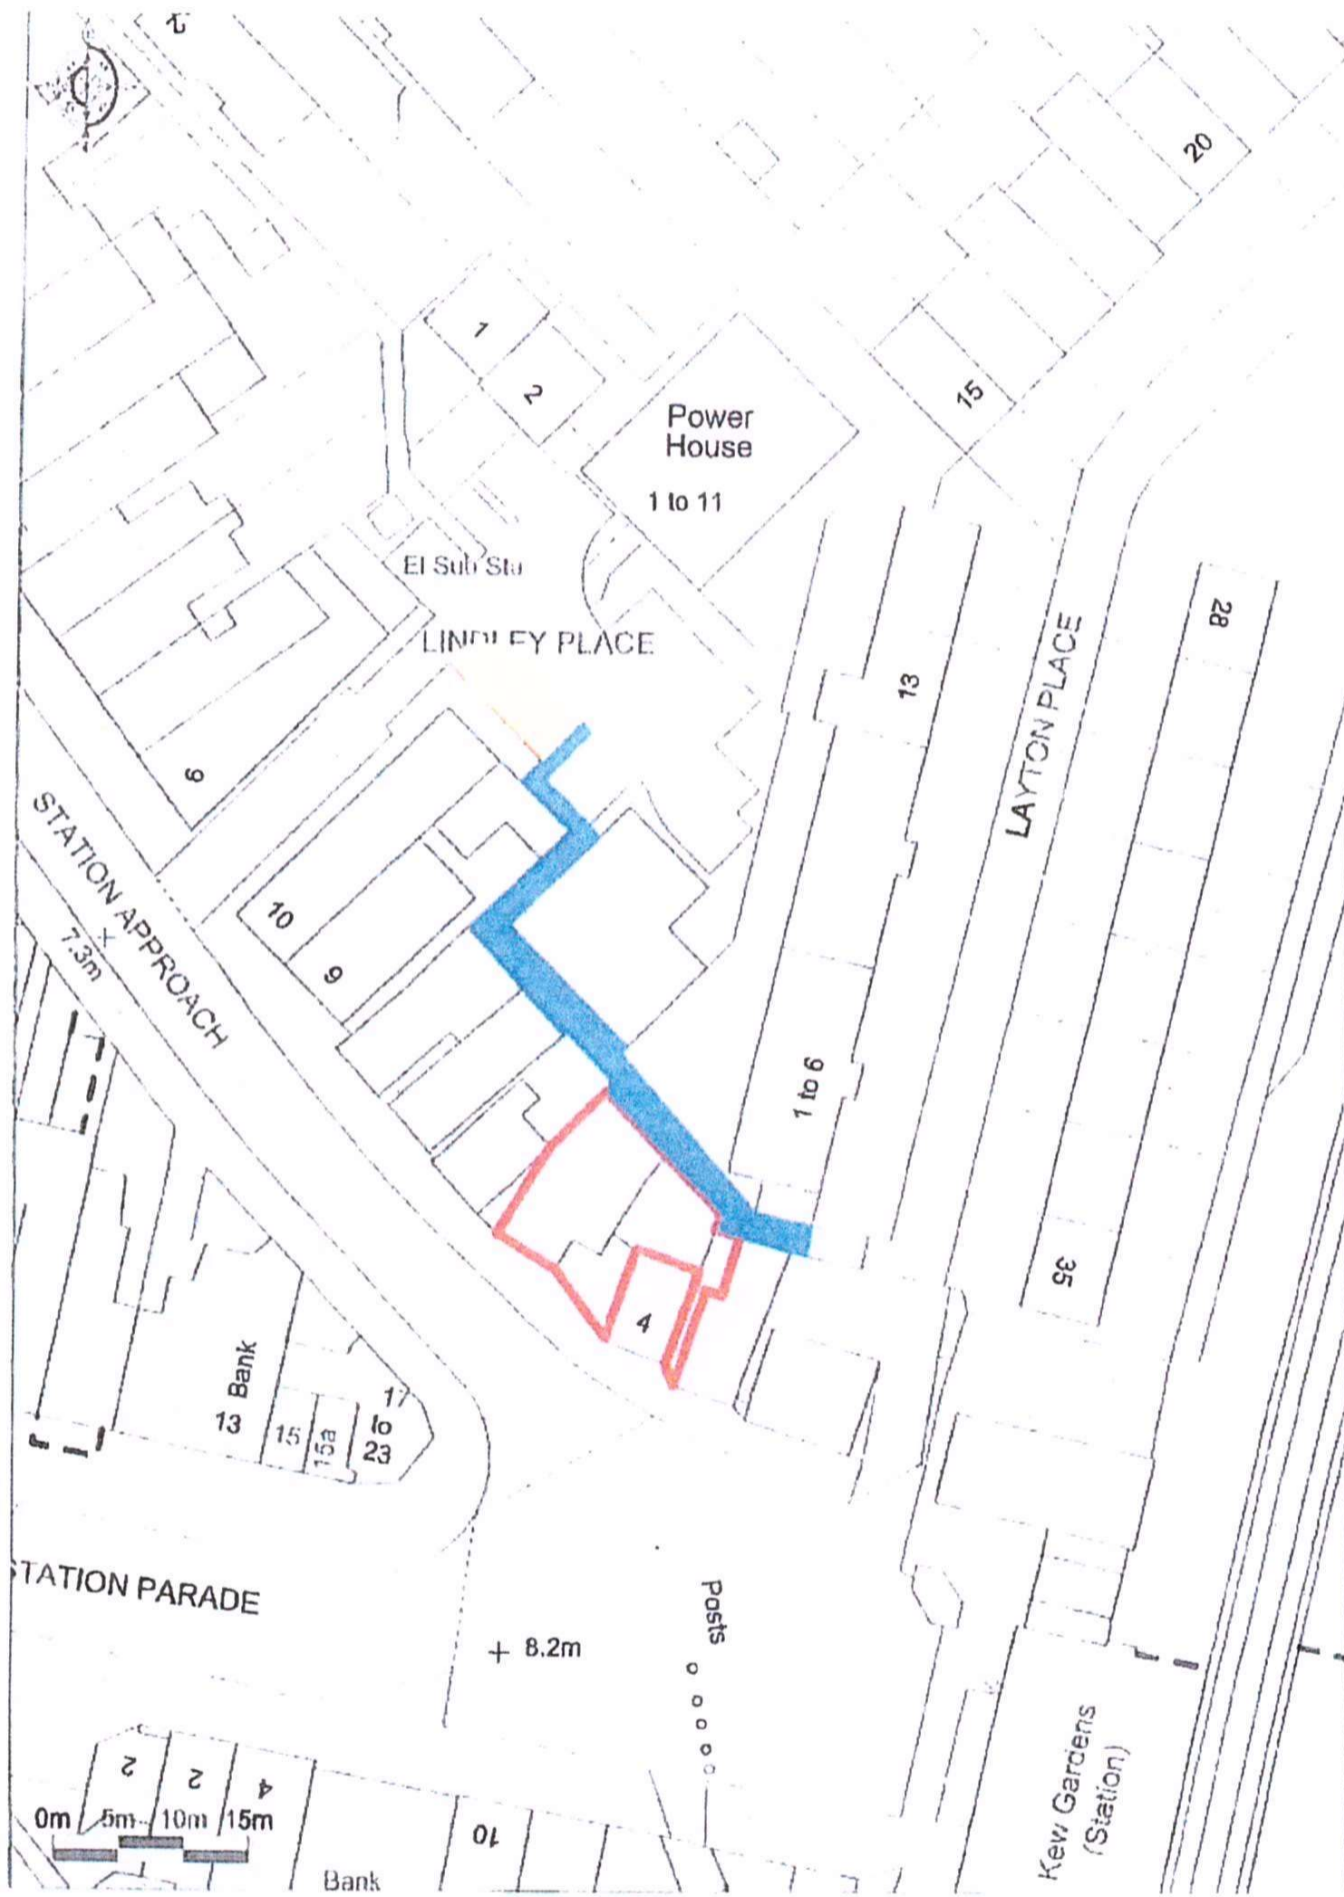 2
20
1
2
15
Power
House
1 to 11
El Sub Sta
LINDLEY PLACE
28
13
6
LAYTON PLACE
STATION APPROACH
7.3m
10
9
1 to 6
35
4
Bank
13
15
15a
17
to
23
STATION PARADE
8.2m
Posts
Kew Gardens
(Station)
2
2
4
10
0m 5m 10m 15m
Bank